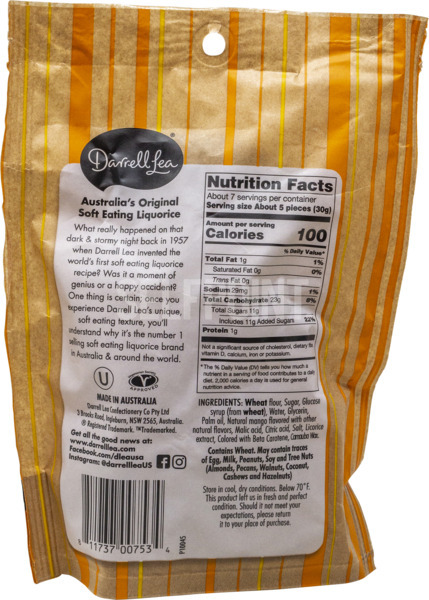 Darrell Lea
®
Australia's Original
Soft Eating Liquorice
What really happened on that
dark & stormy night back in 1957
when Darrell Lea invented the
world's first soft eating liquorice
recipe? Was it a moment of
genius or a happy accident?
One thing is certain; once you
experience Darrell Lea's unique,
soft eating texture, you'll
understand why it's the number 1
selling soft eating liquorice brand
in Australia & around the world.
U
VEGETARIAN
APPROVED
MADE IN AUSTRALIA
Darrell Lea Confectionery Co Pty Ltd
3 Brooks Road, Ingleburn, NSW 2565, Australia.
® Registered Trademark. ™Trademarked.
Get all the good news at:
www.darrelllea.com
Facebook.com/dleausa
Instagram: @darrellleaUS
8 11737 00753 4
P10045
Nutrition Facts
About 7 servings per container
Serving size About 5 pieces (30g)
Amount per serving
Calories 100
% Daily Value*
Total Fat 1g 1%
Saturated Fat 0g 0%
Trans Fat 0g
Sodium 29mg 1%
Total Carbohydrate 23g
Total Sugars 11g
Includes 11g Added Sugars 22%
Protein 1g
Not a significant source of cholesterol, dietary fiber,
vitamin D, calcium, iron or potassium.
*The % Daily Value (DV) tells you how much a
nutrient in a serving of food contributes to a daily
diet. 2,000 calories a day is used for general
nutrition advice.
INGREDIENTS: Wheat flour, Sugar, Glucose
syrup (from wheat), Water, Glycerin,
Palm oil, Natural mango flavored with other
natural flavors, Malic acid, Citric acid, Salt, Licorice
extract, Colored with Beta Carotene, Carnauba Wax.
Contains Wheat. May contain traces
of Egg, Milk, Peanuts, Soy and Tree Nuts
(Almonds, Pecans, Walnuts, Coconut,
Cashews and Hazelnuts)
Store in cool, dry conditions. Below 70°F.
This product left us in fresh and perfect
condition. Should it not meet your
expectations, please return
it to your place of purchase.